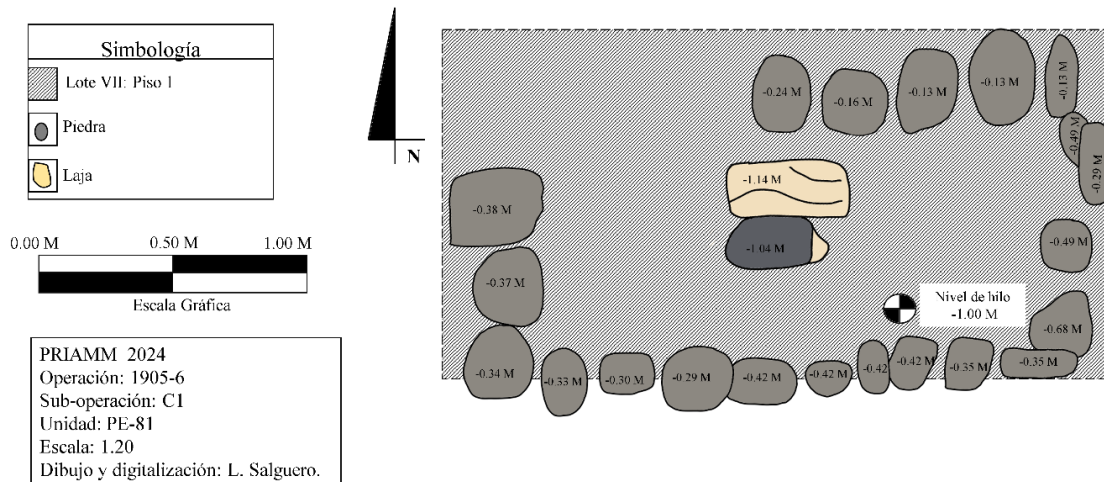 Simbología
Lote VII: Piso 1
Piedra
Laja
0.00 M 0.50 M 1.00 M
Escala Gráfica
PRIAMM 2024
Operación: 1905-6
Sub-operación: C1
Unidad: PE-81
Escala: 1.20
Dibujo y digitalización: L. Salguero.
N
-0.24 M
-0.16 M
-0.13 M
-0.13 M
-0.13 M
-0.49 M
-0.29 M
-1.14 M
-0.38 M
-1.04 M
-0.49 M
-0.37 M
Nivel de hilo
-1.00 M
-0.68 M
-0.34 M
-0.33 M
-0.30 M
-0.29 M
-0.42 M
-0.42 M
-0.42
-0.42 M
-0.35 M
-0.35 M